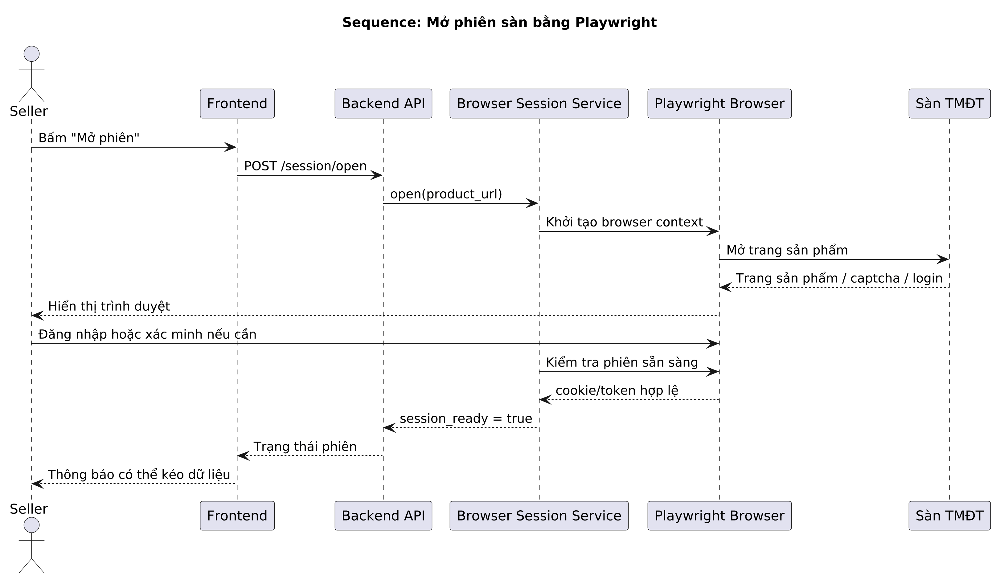 Sequence: Mở phiên sàn bằng Playwright
Seller
Frontend
Backend API
Browser Session Service
Playwright Browser
Sàn TMĐT
Bấm "Mở phiên"
POST /session/open
open(product_url)
Khởi tạo browser context
Mở trang sản phẩm
Trang sản phẩm / captcha / login
Hiển thị trình duyệt
Đăng nhập hoặc xác minh nếu cần
Kiểm tra phiên sẵn sàng
cookie/token hợp lệ
session_ready = true
Trạng thái phiên
Thông báo có thể kéo dữ liệu
Seller
Frontend
Backend API
Browser Session Service
Playwright Browser
Sàn TMĐT